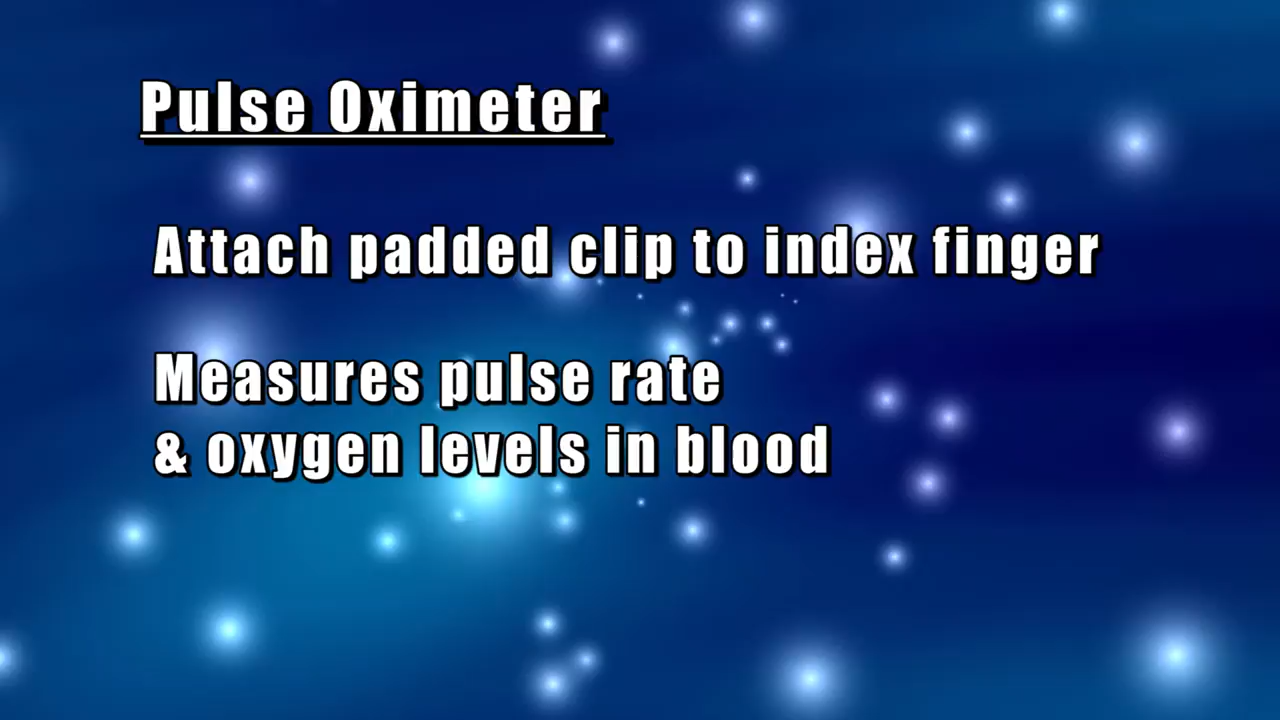 Pulse Oximeter
Attach padded clip to index finger
Measures pulse rate
& oxygen levels in blood